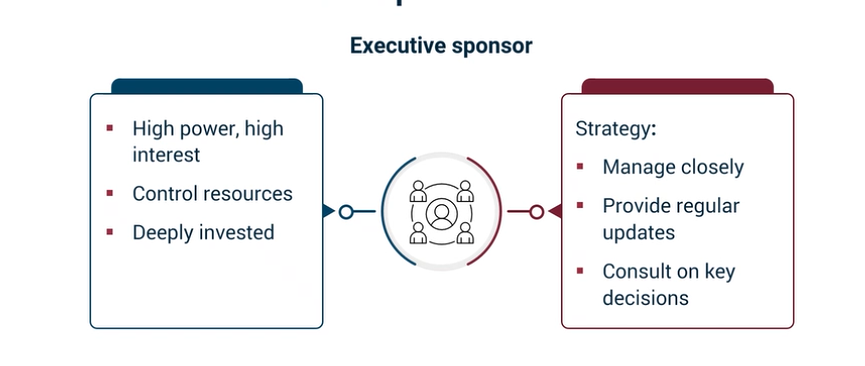 Executive sponsor
High power, high
interest
Control resources
Deeply invested
Strategy:
Manage closely
Provide regular
updates
Consult on key
decisions